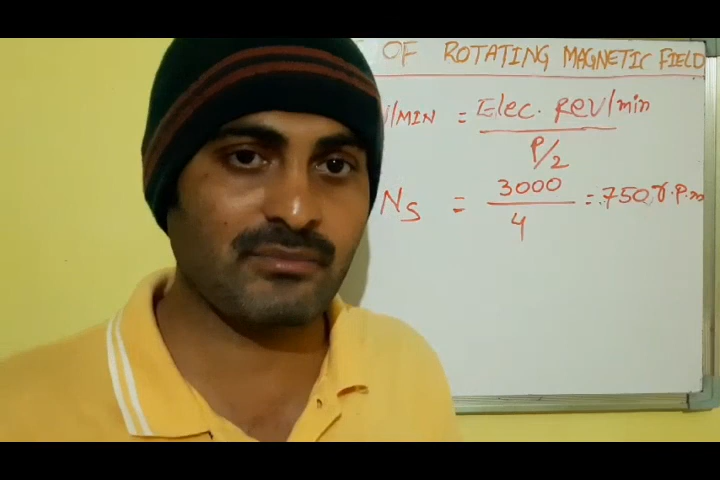 OF ROTATING MAGNETIC FIELD
/MIN = Elec. Rev/min
P/2
Ns = 3000 = 750 r.p.m
4